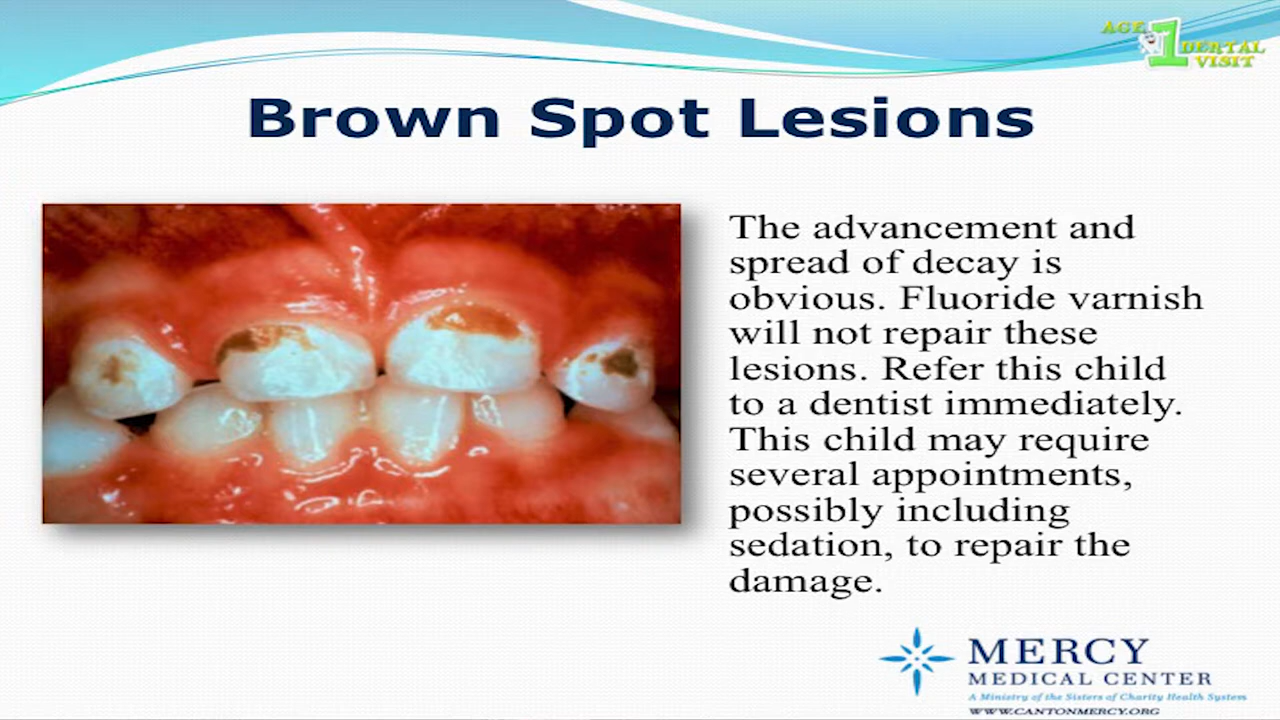 AGE
1 DENTAL
VISIT
Brown Spot Lesions
The advancement and
spread of decay is
obvious. Fluoride varnish
will not repair these
lesions. Refer this child
to a dentist immediately.
This child may require
several appointments,
possibly including
sedation, to repair the
damage.
MERCY
MEDICAL CENTER
A Ministry of the Sisters of Charity Health System
WWW.CANTONMERCY.ORG